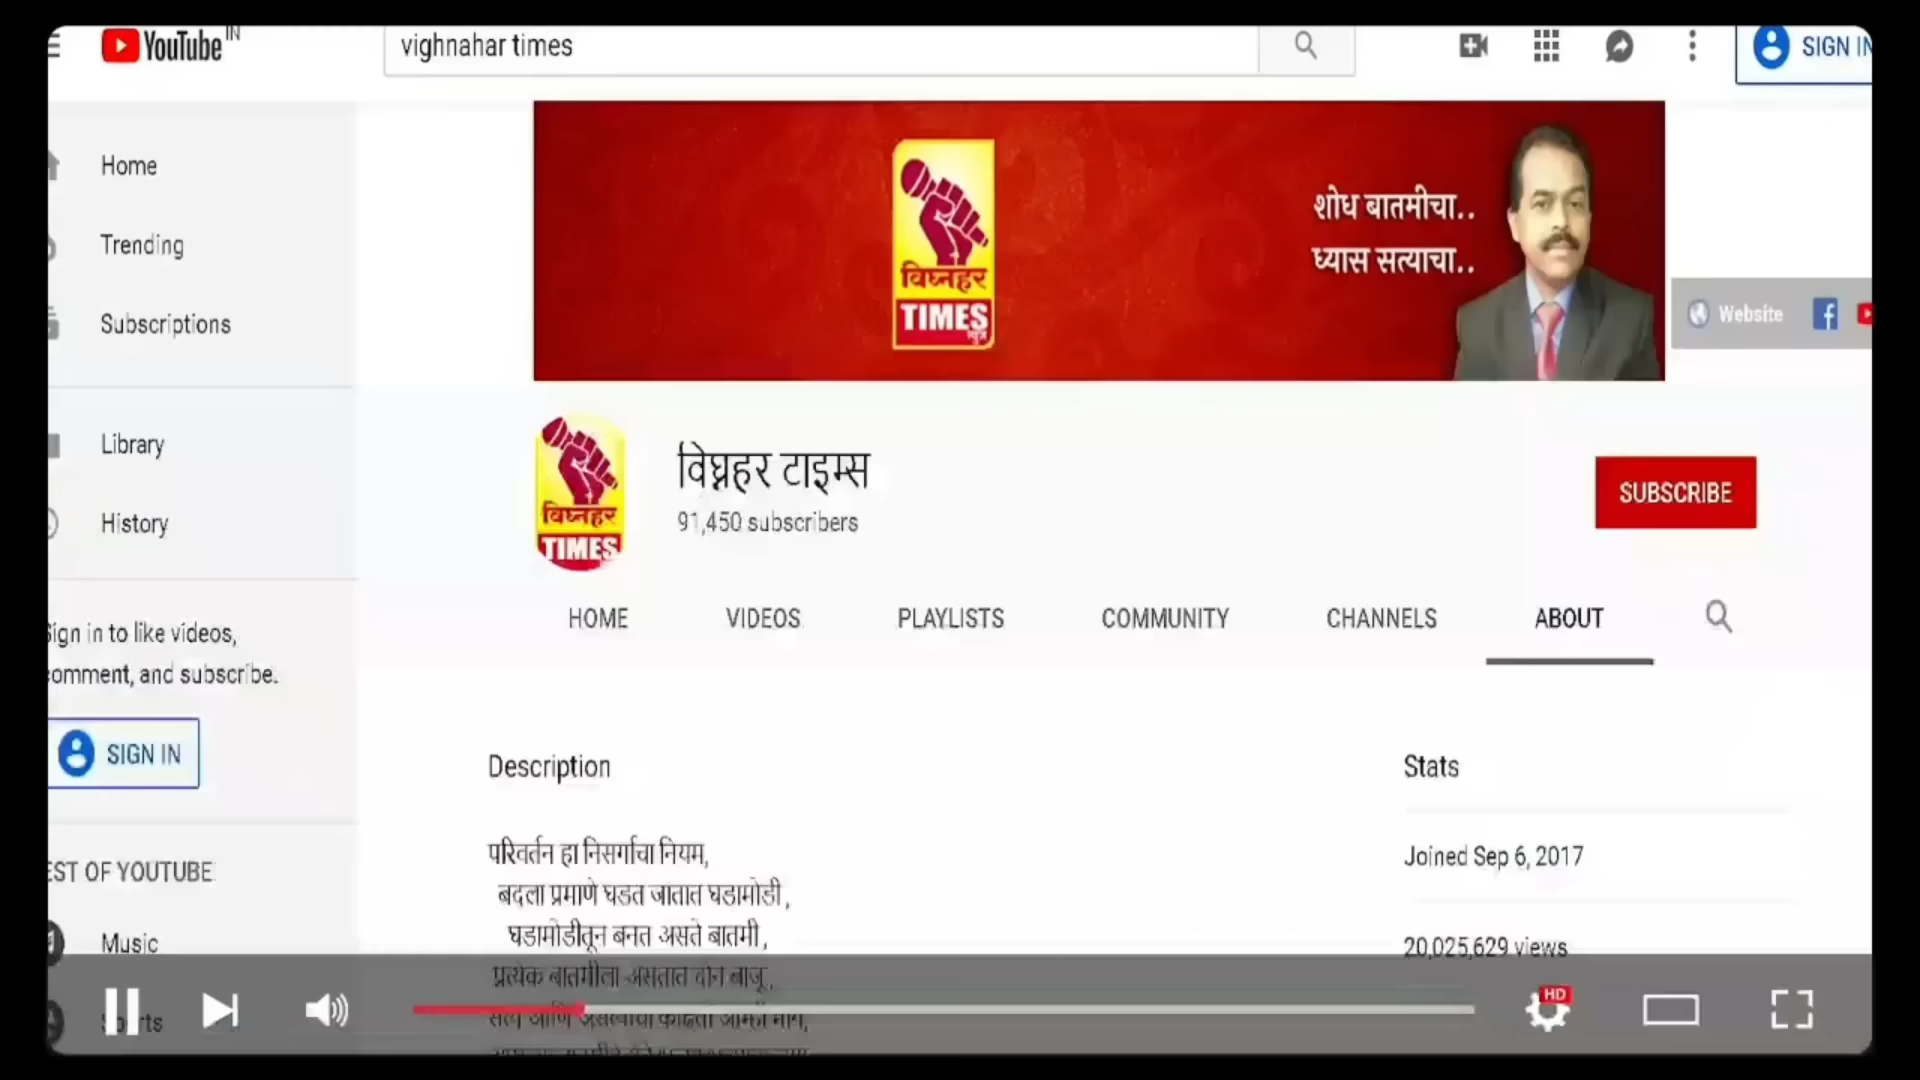 YouTube IN
vighnahar times
SIGN IN
Home
Trending
Subscriptions
Library
History
Sign in to like videos,
comment, and subscribe.
SIGN IN
EST OF YOUTUBE
Music
Sports
विघ्नहर
TIMES
न्युज
शोध बातमीचा..
ध्यास सत्याचा..
Website
विघ्नहर
TIMES
विघ्नहर टाइम्स
91,450 subscribers
SUBSCRIBE
HOME VIDEOS PLAYLISTS COMMUNITY CHANNELS ABOUT
Description
परिवर्तन हा निसर्गाचा नियम,
बदला प्रमाणे घडत जातात घडामोडी,
घडामोडीतून बनत असते बातमी,
प्रत्येक बातमीला असतात दोन बाजू,
Stats
Joined Sep 6, 2017
20,025,629 views
HD